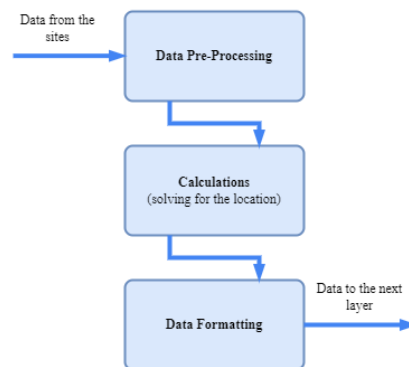 Data from the
sites
Data Pre-Processing
Calculations
(solving for the location)
Data to the next
layer
Data Formatting